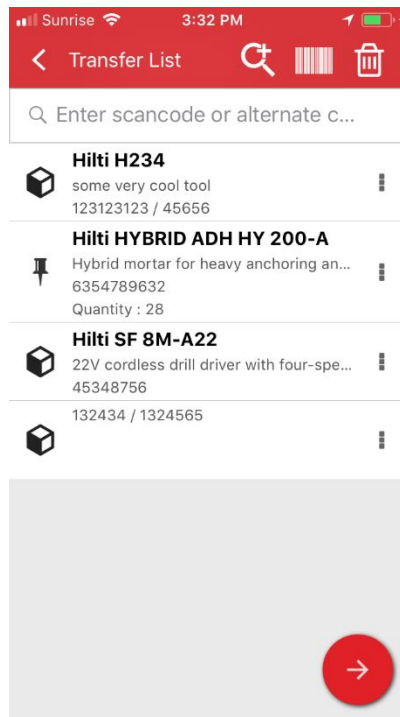 Sunrise 3:32 PM
Transfer List
Enter scancode or alternate c...
Hilti H234
some very cool tool
123123123 / 45656
Hilti HYBRID ADH HY 200-A
Hybrid mortar for heavy anchoring an...
6354789632
Quantity : 28
Hilti SF 8M-A22
22V cordless drill driver with four-spe...
45348756
132434 / 1324565